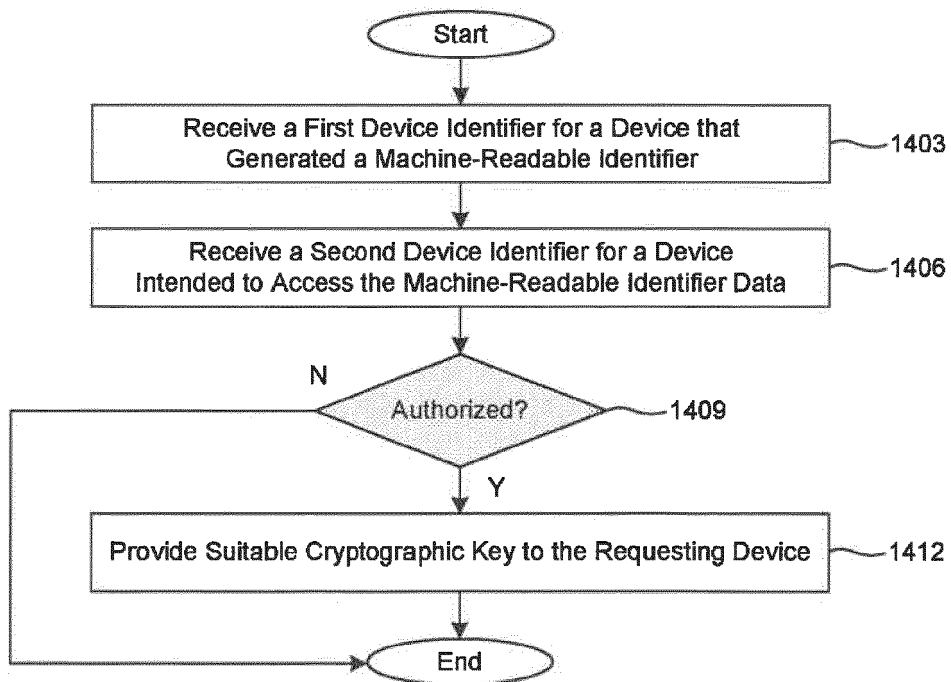 Start
Receive a First Device Identifier for a Device that
Generated a Machine-Readable Identifier
1403
Receive a Second Device Identifier for a Device
Intended to Access the Machine-Readable Identifier Data
1406
N
Authorized?
1409
Y
Provide Suitable Cryptographic Key to the Requesting Device
1412
End